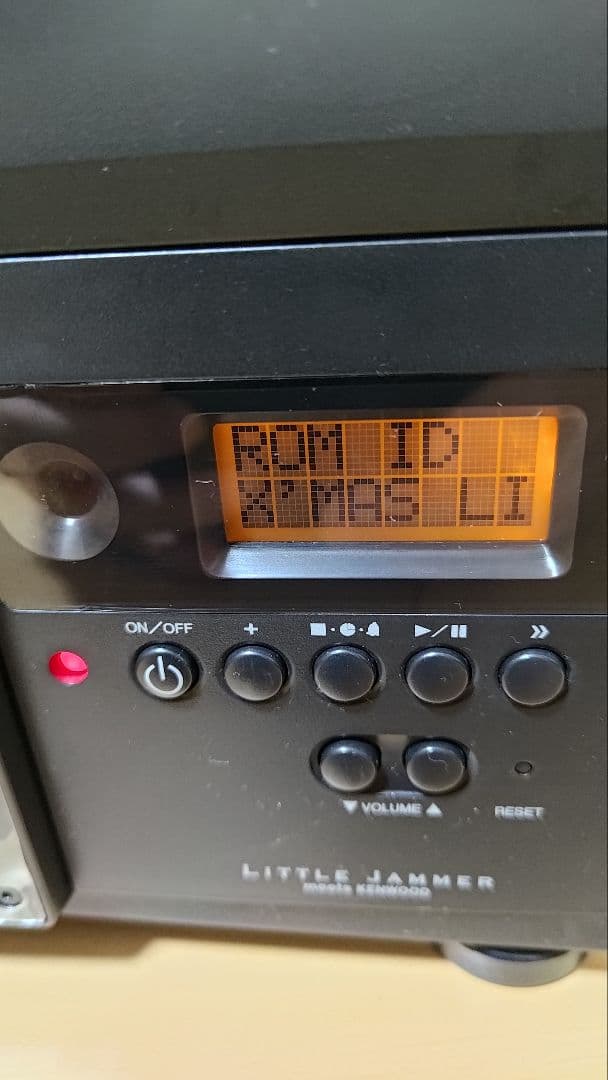 ROM ID
X'MAS LI
ON/OFF + ■・・ ▶/❚❚ »
▼ VOLUME ▲ RESET
LITTLE JAMMER
meets KENWOOD